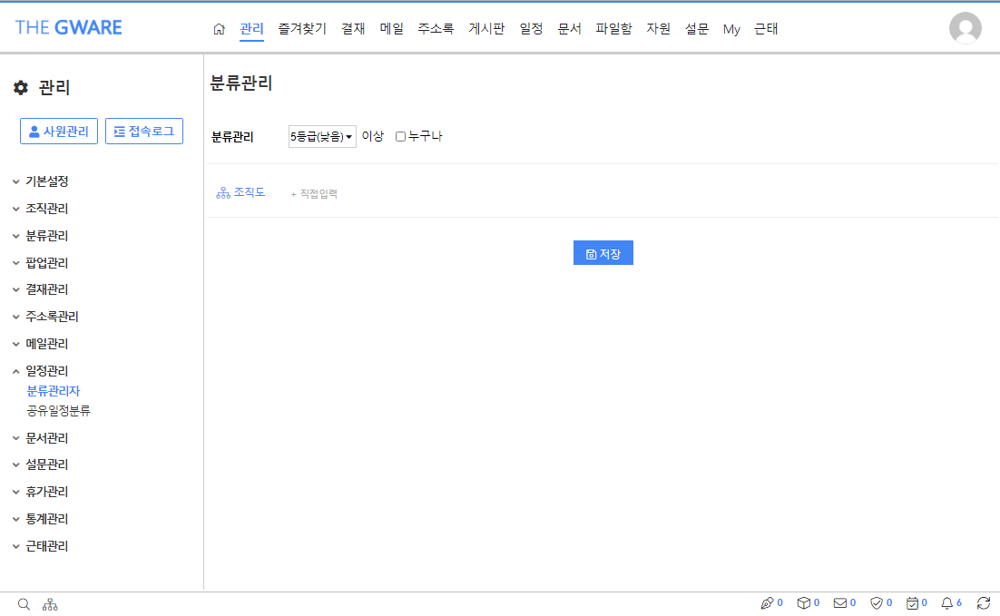 THE GWARE
관리 즐겨찾기 결재 메일 주소록 게시판 일정 문서 파일함 자원 설문 My 근태
관리
사원관리 접속로그
기본설정
조직관리
분류관리
팝업관리
결재관리
주소록관리
메일관리
일정관리
분류관리자
공유일정분류
문서관리
설문관리
휴가관리
통계관리
근태관리
분류관리
분류관리 5등급(낮음) 이상 누구나
조직도 + 직접입력
저장
0 0 0 0 0 6